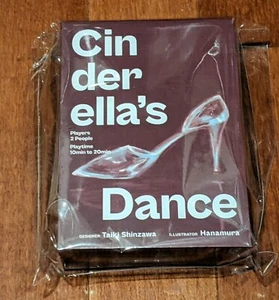 Cin
der
ella's
Players
2 People
Playtime
10min to 20min
Dance
DESIGNER Taiki Shinzawa ILLUSTRATOR Hanamura